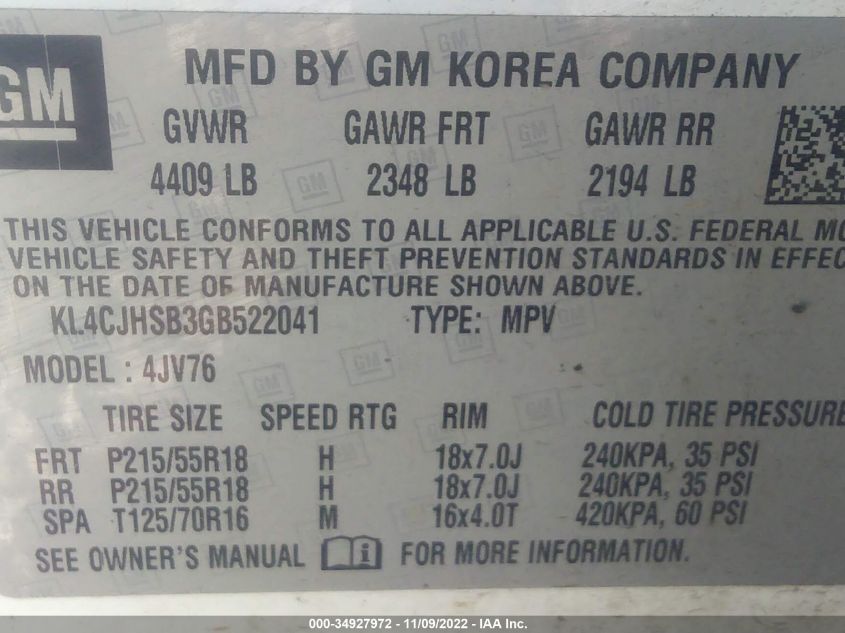 GM
MFD BY GM KOREA COMPANY
GVWR GAWR FRT GAWR RR
4409 LB 2348 LB 2194 LB
THIS VEHICLE CONFORMS TO ALL APPLICABLE U.S. FEDERAL MO
VEHICLE SAFETY AND THEFT PREVENTION STANDARDS IN EFFEC
ON THE DATE OF MANUFACTURE SHOWN ABOVE.
KL4CJHSB3GB522041 TYPE: MPV
MODEL : 4JV76
TIRE SIZE SPEED RTG RIM COLD TIRE PRESSURE
FRT P215/55R18 H 18x7.0J 240KPA, 35 PSI
RR P215/55R18 H 18x7.0J 240KPA, 35 PSI
SPA T125/70R16 M 16x4.0T 420KPA, 60 PSI
SEE OWNER'S MANUAL i FOR MORE INFORMATION.
000-34927972 - 11/09/2022 - IAA Inc.